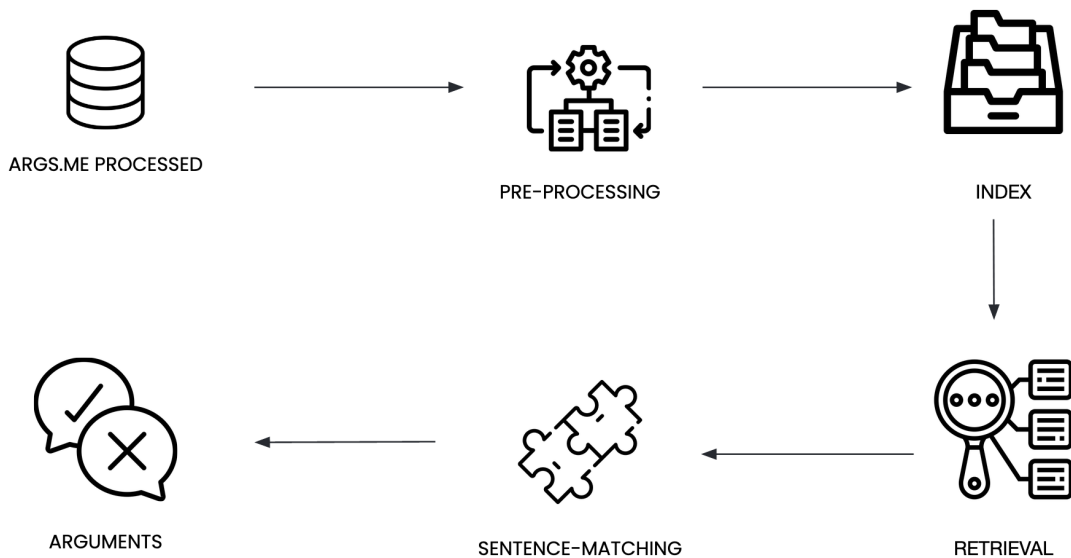 ARGS.ME PROCESSED
PRE-PROCESSING
INDEX
ARGUMENTS
SENTENCE-MATCHING
RETRIEVAL